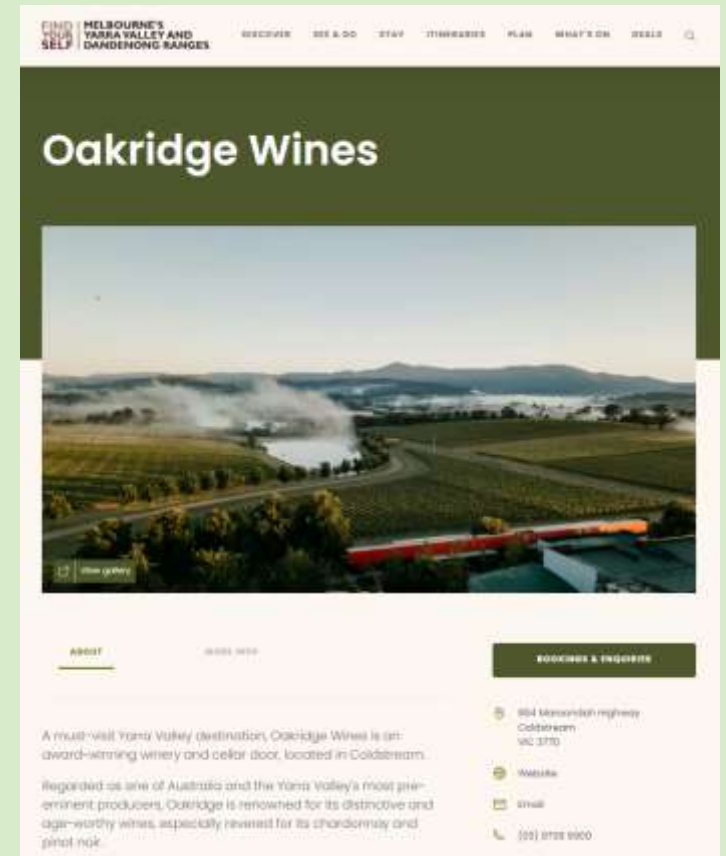 FIND
YOUR
SELF
MELBOURNE'S
YARRA VALLEY AND
DANDENONG RANGES
DISCOVER SEE & DO STAY ITINERARIES PLAN WHAT'S ON DEALS
Oakridge Wines
View gallery
ABOUT MORE INFO
BOOKINGS & ENQUIRIES
A must-visit Yarra Valley destination, Oakridge Wines is an
award-winning winery and cellar door, located in Coldstream.
Regarded as one of Australia and the Yarra Valley's most pre-
eminent producers, Oakridge is renowned for its distinctive and
age-worthy wines, especially revered for its chardonnay and
pinot noir.
864 Maroondah Highway
Coldstream
VIC 3770
Website
Email
(03) 9738 9900